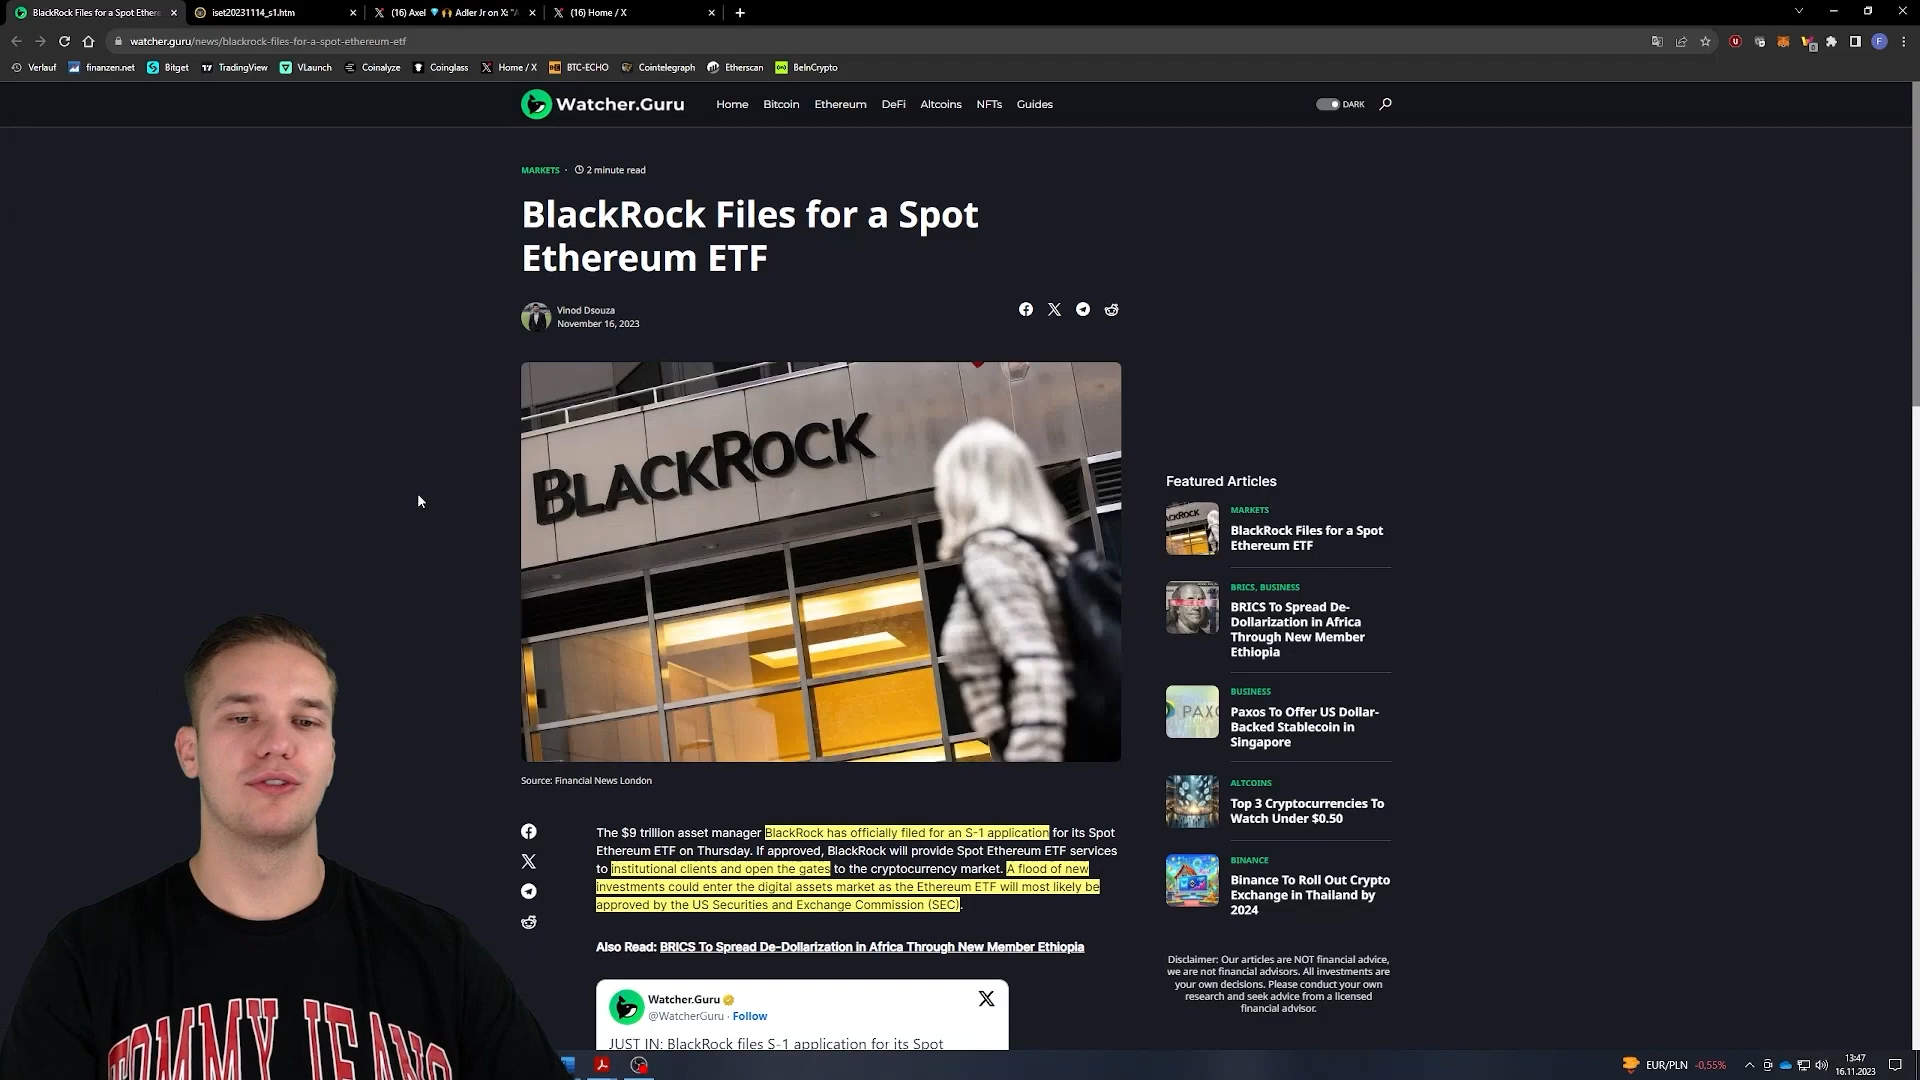 BlackRock Files for a Spot Ethere
iset20231114_s1.htm
(16) Axel 💎🙌 Adler Jr on X: "A
(16) Home / X
watcher.guru/news/blackrock-files-for-a-spot-ethereum-etf
Verlauf
finanzen.net
Bitget
TradingView
VLaunch
Coinalyze
Coinglass
Home / X
BTC-ECHO
Cointelegraph
Etherscan
BeInCrypto
Watcher.Guru
Home
Bitcoin
Ethereum
DeFi
Altcoins
NFTs
Guides
DARK
MARKETS · 2 minute read
BlackRock Files for a Spot
Ethereum ETF
Vinod Dsouza
November 16, 2023
BLACKROCK
Source: Financial News London
The $9 trillion asset manager BlackRock has officially filed for an S-1 application for its Spot
Ethereum ETF on Thursday. If approved, BlackRock will provide Spot Ethereum ETF services
to institutional clients and open the gates to the cryptocurrency market. A flood of new
investments could enter the digital assets market as the Ethereum ETF will most likely be
approved by the US Securities and Exchange Commission (SEC).
Also Read: BRICS To Spread De-Dollarization in Africa Through New Member Ethiopia
Watcher.Guru
@WatcherGuru · Follow
JUST IN: BlackRock files S-1 application for its Spot
Featured Articles
ACKROCK
MARKETS
BlackRock Files for a Spot
Ethereum ETF
BRICS, BUSINESS
BRICS To Spread De-
Dollarization in Africa
Through New Member
Ethiopia
PAXO
BUSINESS
Paxos To Offer US Dollar-
Backed Stablecoin in
Singapore
ALTCOINS
Top 3 Cryptocurrencies To
Watch Under $0.50
BINANCE
Binance To Roll Out Crypto
Exchange in Thailand by
2024
Disclaimer: Our articles are NOT financial advice,
we are not financial advisors. All investments are
your own decisions. Please conduct your own
research and seek advice from a licensed
financial advisor.
TOMMY JEANS
EUR/PLN -0,55%
13:47
16.11.2023